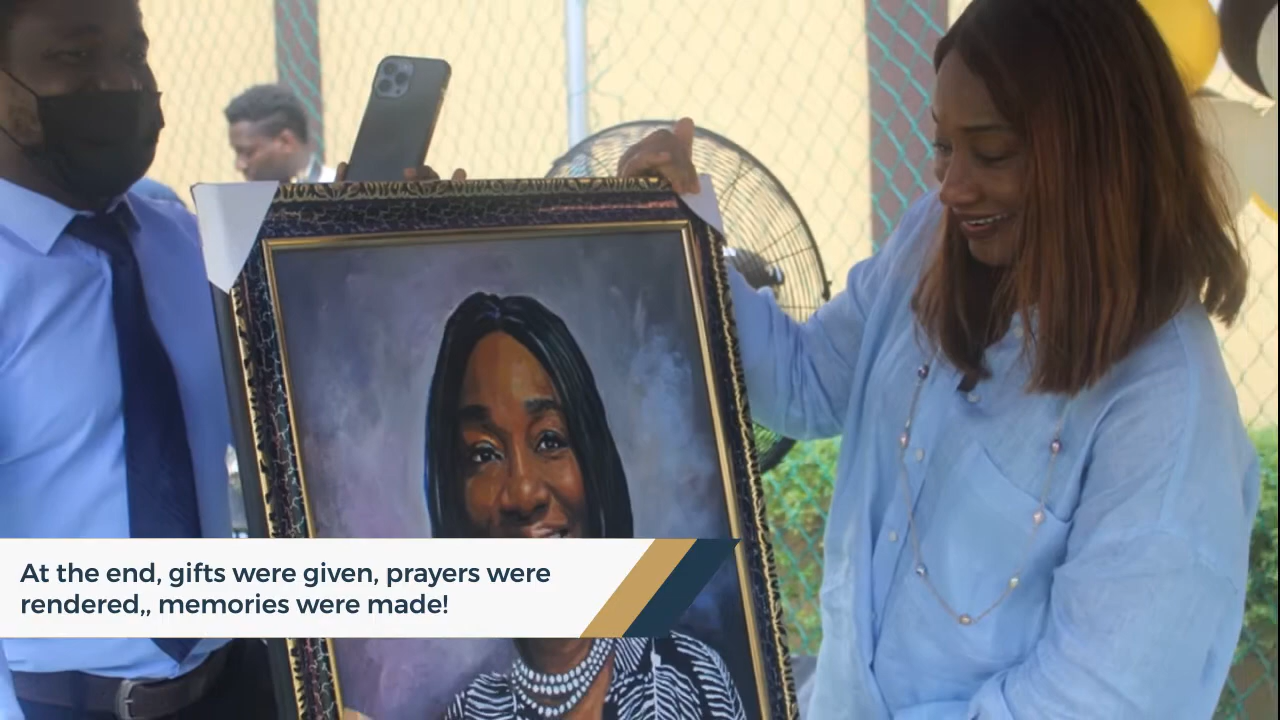 At the end, gifts were given, prayers were
rendered,, memories were made!